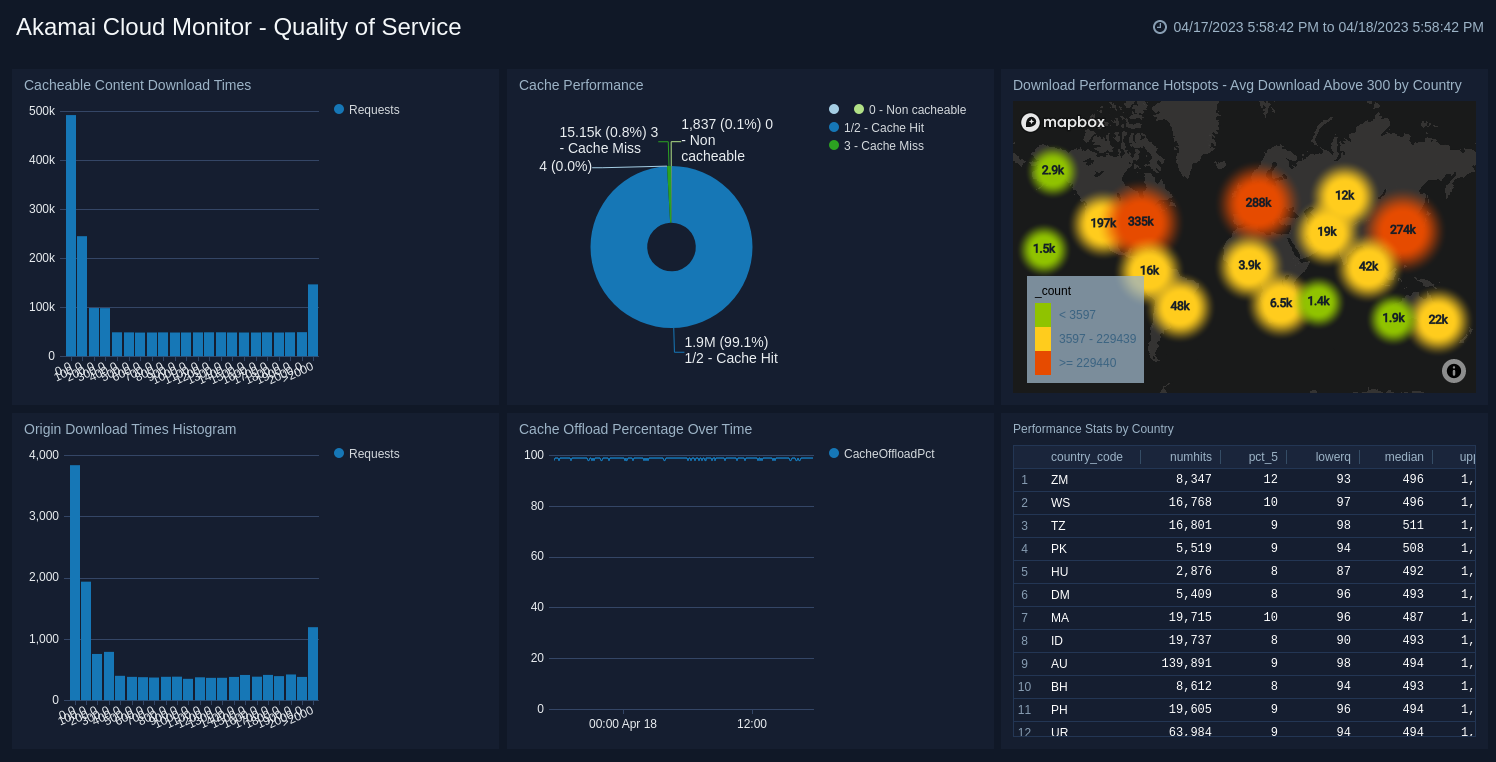 Akamai Cloud Monitor - Quality of Service
04/17/2023 5:58:42 PM to 04/18/2023 5:58:42 PM
Cacheable Content Download Times
500k
400k
300k
200k
100k
0
Requests
Cache Performance
15.15k (0.8%) 3
- Cache Miss
1,837 (0.1%) 0
- Non
cacheable
4 (0.0%)
1.9M (99.1%)
1/2 - Cache Hit
0 - Non cacheable
1/2 - Cache Hit
3 - Cache Miss
Download Performance Hotspots - Avg Download Above 300 by Country
mapbox
2.9k
12k
288k
197k
335k
19k
274k
1.5k
16k
3.9k
42k
48k
6.5k
1.4k
1.9k
22k
_count
< 3597
3597 - 229439
>= 229440
Origin Download Times Histogram
4,000
3,000
2,000
1,000
0
Requests
Cache Offload Percentage Over Time
100
80
60
40
20
0
00:00 Apr 18
12:00
CacheOffloadPct
Performance Stats by Country
country_code numhits pct_5 lowerq median upp
1 ZM 8,347 12 93 496 1,
2 WS 16,768 10 97 496 1,
3 TZ 16,801 9 98 511 1,
4 PK 5,519 9 94 508 1,
5 HU 2,876 8 87 492 1,
6 DM 5,409 8 96 493 1,
7 MA 19,715 10 96 487 1,
8 ID 19,737 8 90 493 1,
9 AU 139,891 9 98 494 1,
10 BH 8,612 8 94 493 1,
11 PH 19,605 9 96 494 1,
12 UR 63,984 9 94 494 1,